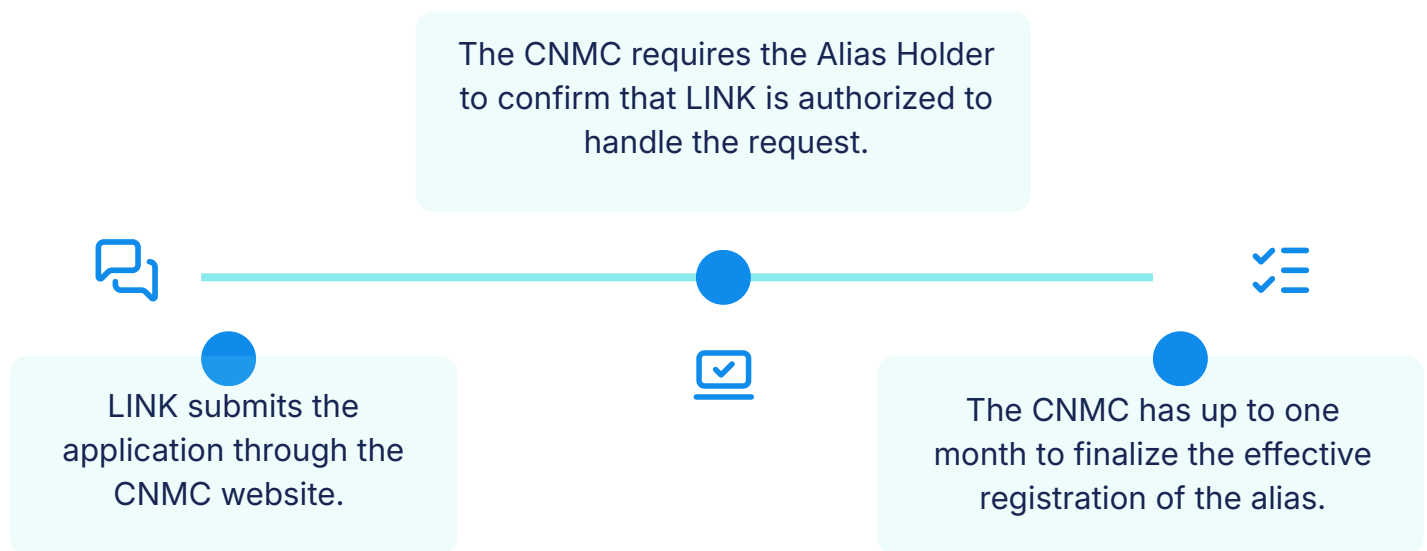 The CNMC requires the Alias Holder
to confirm that LINK is authorized to
handle the request.
LINK submits the
application through the
CNMC website.
The CNMC has up to one
month to finalize the effective
registration of the alias.